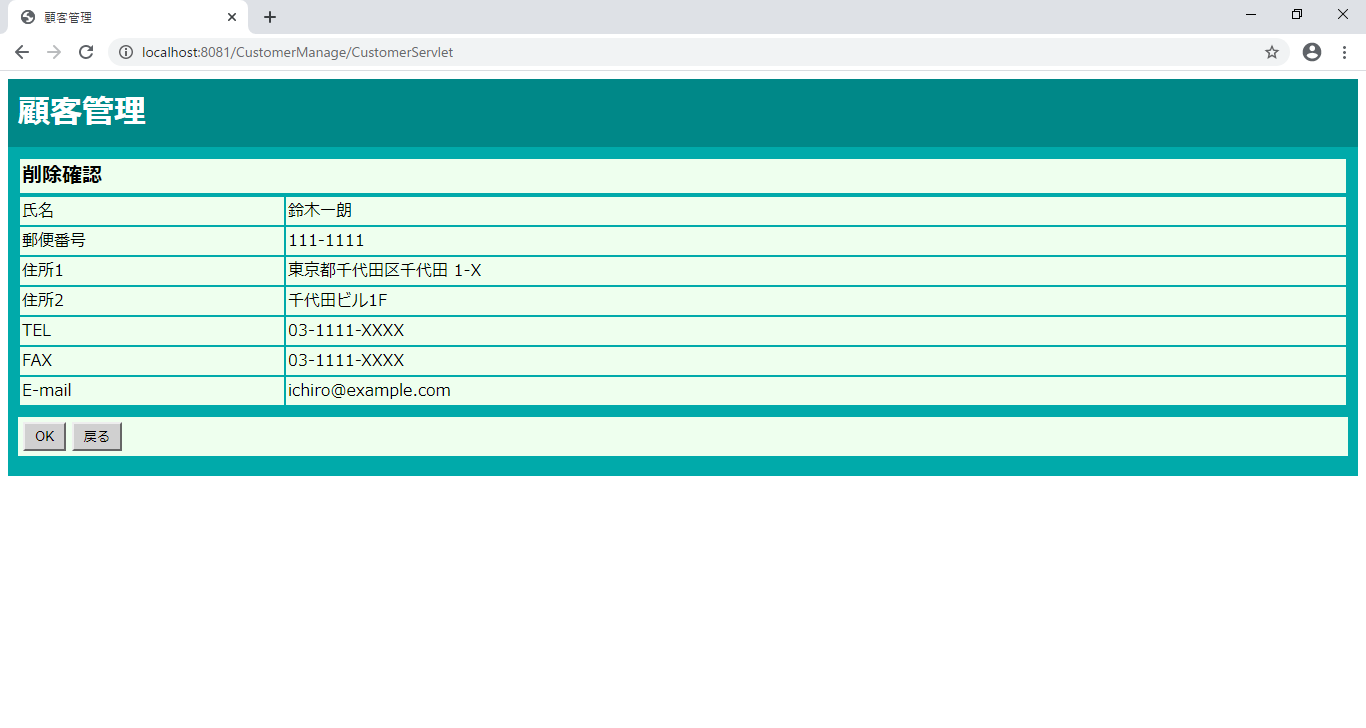 顧客管理
localhost:8081/CustomerManage/CustomerServlet
顧客管理
削除確認
氏名 鈴木一朗
郵便番号 111-1111
住所1 東京都千代田区千代田 1-X
住所2 千代田ビル1F
TEL 03-1111-XXXX
FAX 03-1111-XXXX
E-mail ichiro@example.com
OK 戻る